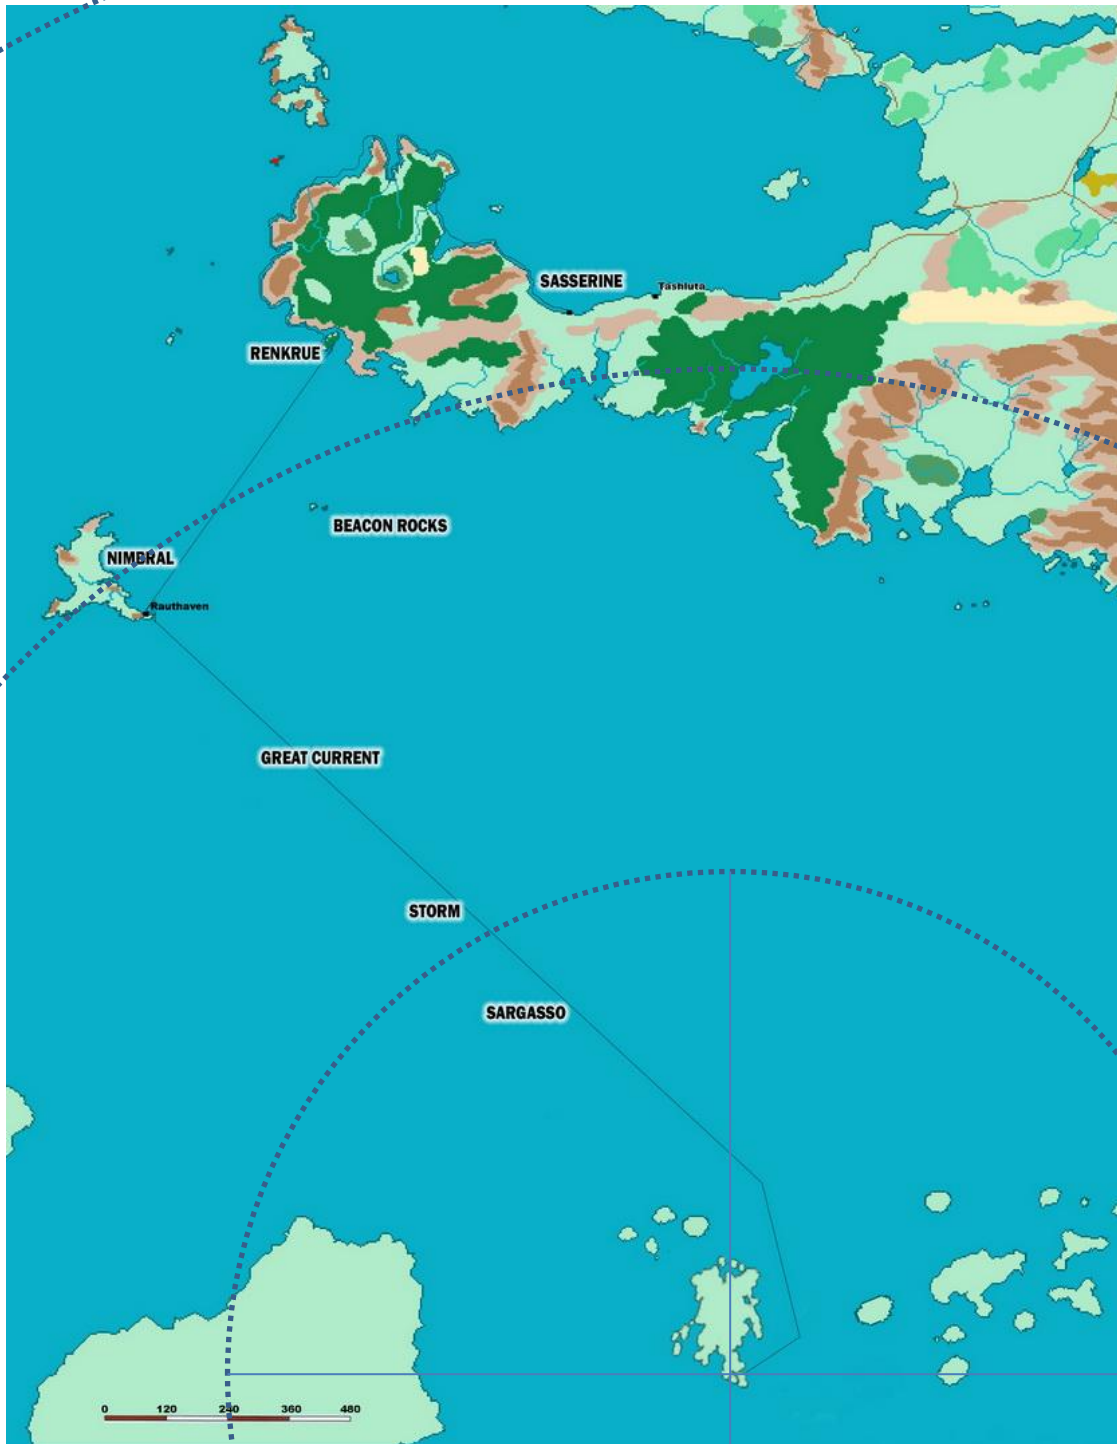 SASSERINE
Tashluta
RENKRUE
BEACON ROCKS
NIMBRAL
Rauthaven
GREAT CURRENT
STORM
SARGASSO
0 120 240 360 480